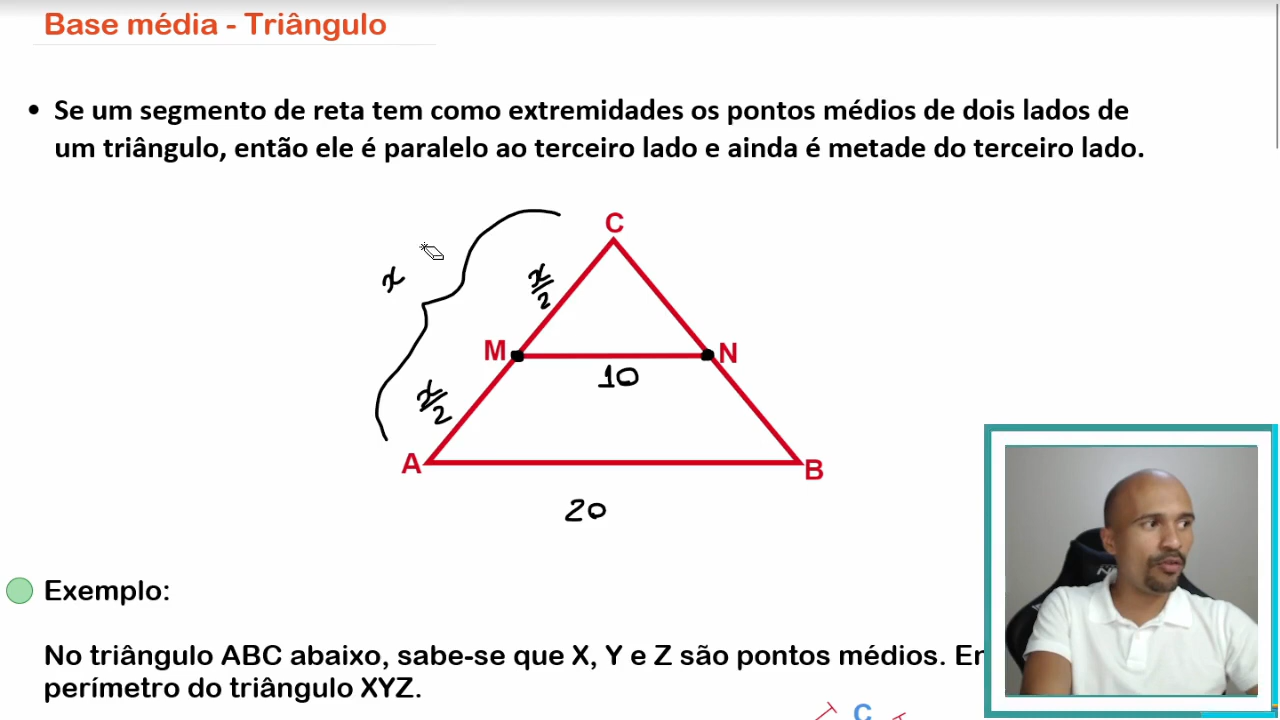 Base média - Triângulo
• Se um segmento de reta tem como extremidades os pontos médios de dois lados de
um triângulo, então ele é paralelo ao terceiro lado e ainda é metade do terceiro lado.
C
x
x/2
M
N
10
x/2
A
B
20
Exemplo:
No triângulo ABC abaixo, sabe-se que X, Y e Z são pontos médios.
perímetro do triângulo XYZ.
C